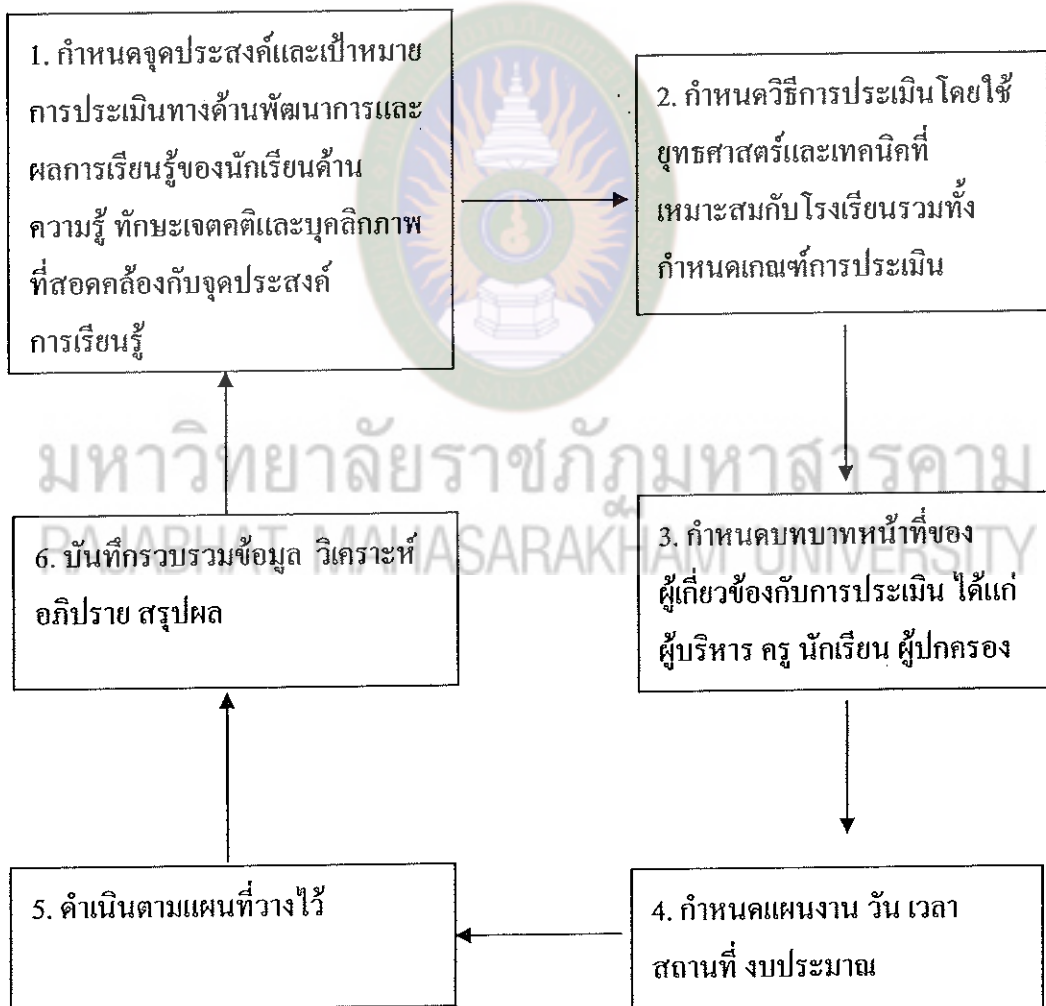 1. กำหนดจุดประสงค์และเป้าหมาย
การประเมินทางด้านพัฒนาการและ
ผลการเรียนรู้ของนักเรียนด้าน
ความรู้ ทักษะเจตคติและบุคลิกภาพ
ที่สอดคล้องกับจุดประสงค์
การเรียนรู้
2. กำหนดวิธีการประเมินโดยใช้
ยุทธศาสตร์และเทคนิคที่
เหมาะสมกับโรงเรียนรวมทั้ง
กำหนดเกณฑ์การประเมิน
มหาวิทยาลัยราชภัฏมหาสารคาม
RAJABHAT MAHASARAKHAM UNIVERSITY
3. กำหนดบทบาทหน้าที่ของ
ผู้เกี่ยวข้องกับการประเมิน ได้แก่
ผู้บริหาร ครู นักเรียน ผู้ปกครอง
6. บันทึกรวบรวมข้อมูล วิเคราะห์
อภิปราย สรุปผล
5. ดำเนินตามแผนที่วางไว้
4. กำหนดแผนงาน วัน เวลา
สถานที่ งบประมาณ